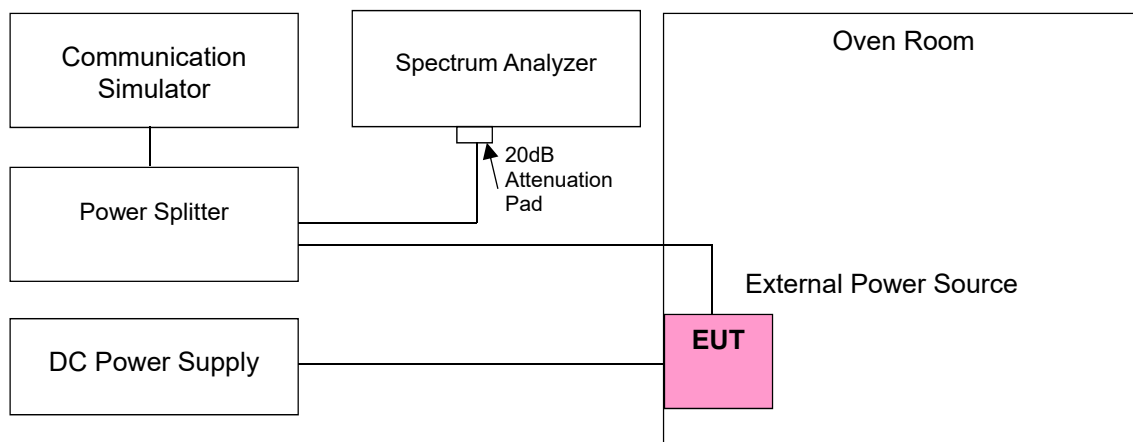 Communication
Simulator
Spectrum Analyzer
Oven Room
20dB
Attenuation
Pad
Power Splitter
External Power Source
EUT
DC Power Supply